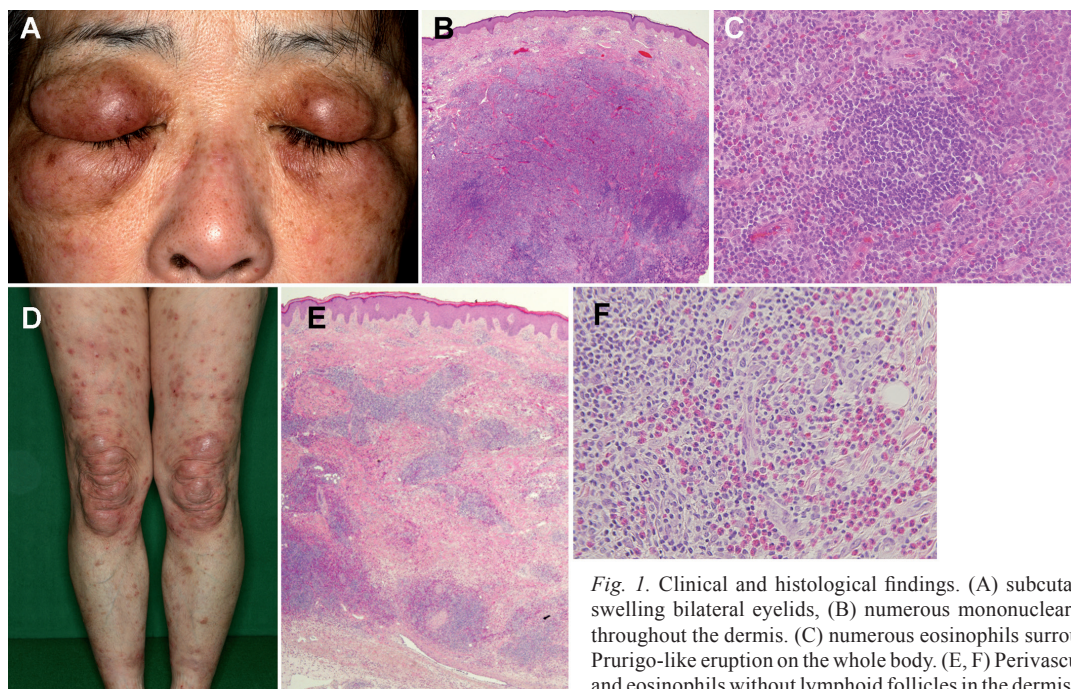 A
B
C
D
E
F
Fig. 1. Clinical and histological findings. (A) subcuta
swelling bilateral eyelids, (B) numerous mononuclear
throughout the dermis. (C) numerous eosinophils surrou
Prurigo-like eruption on the whole body. (E, F) Perivascu
and eosinophils without lymphoid follicles in the dermis